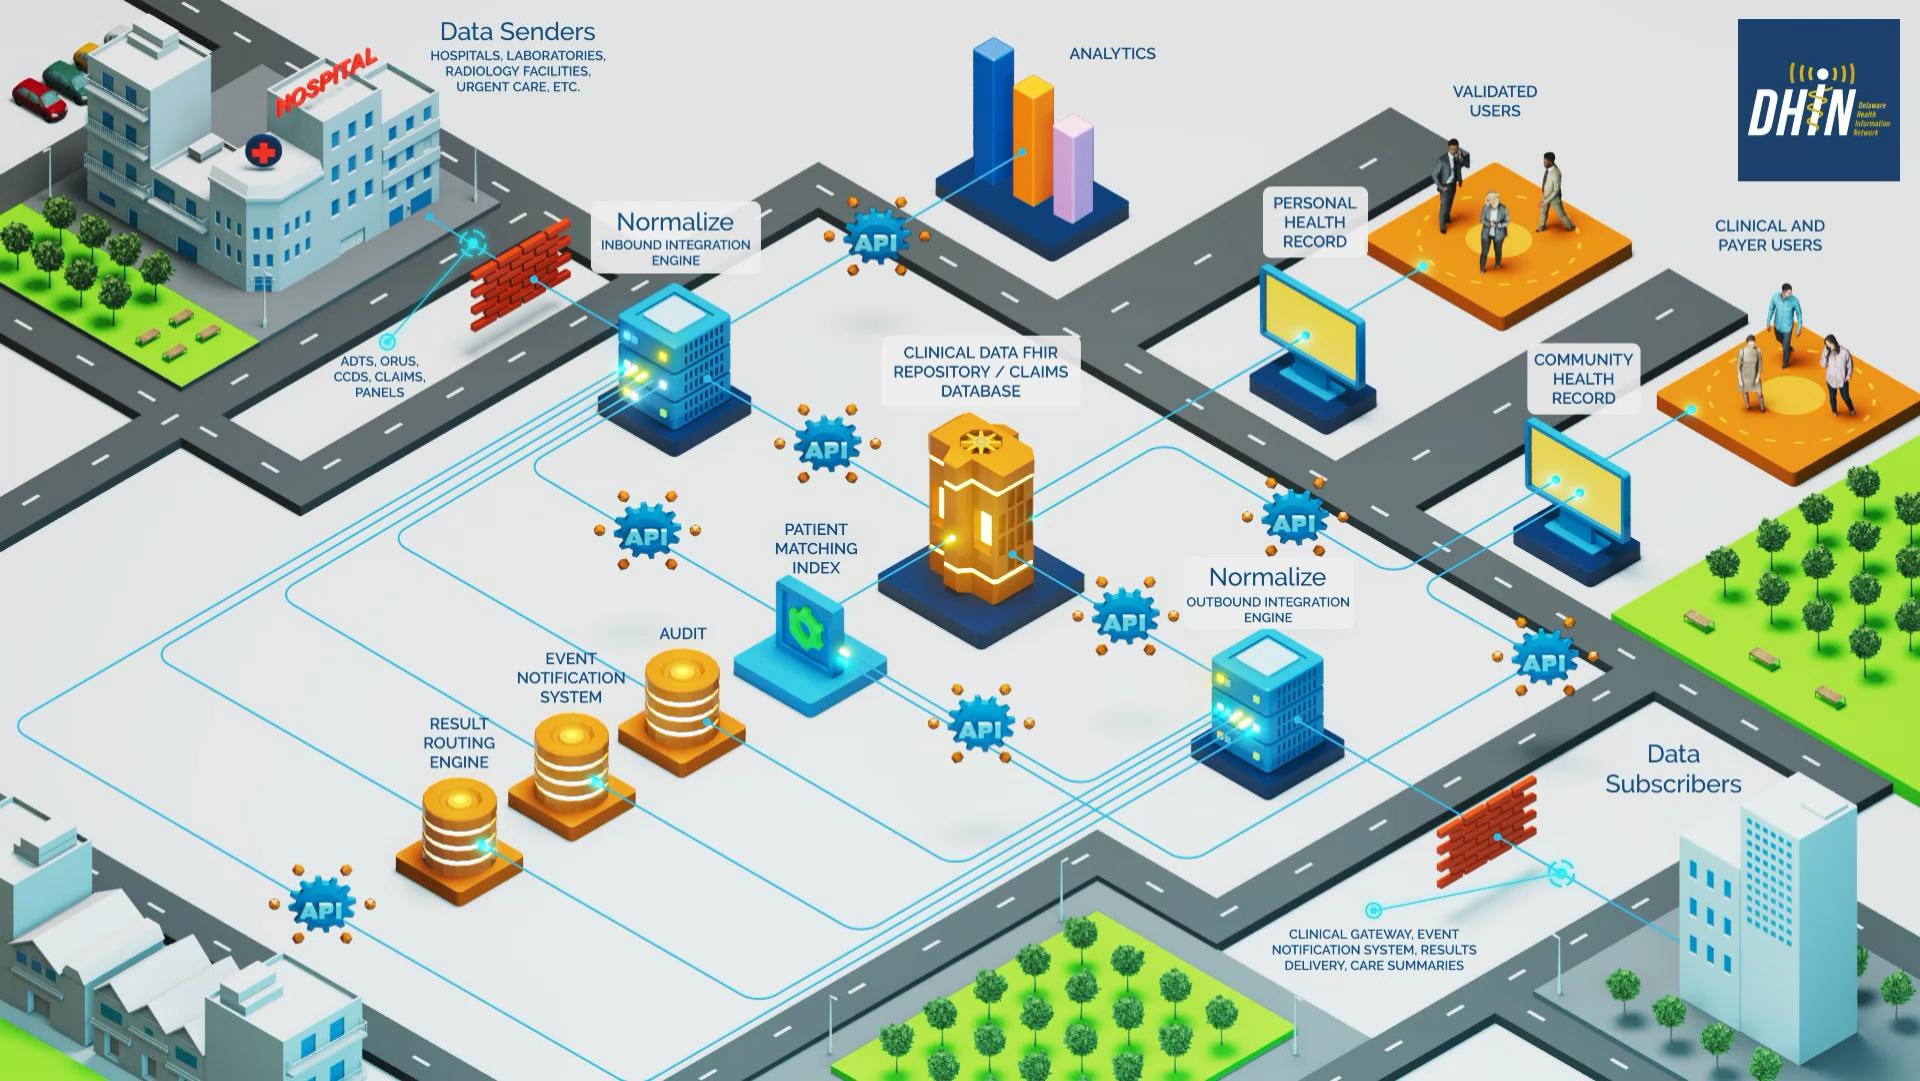 Data Senders
HOSPITALS, LABORATORIES,
RADIOLOGY FACILITIES,
URGENT CARE, ETC.
HOSPITAL
ANALYTICS
VALIDATED
USERS
DHIN
Delaware
Health
Information
Network
Normalize
INBOUND INTEGRATION
ENGINE
API
PERSONAL
HEALTH
RECORD
CLINICAL AND
PAYER USERS
ADTS, ORUS,
CCDS, CLAIMS,
PANELS
CLINICAL DATA FHIR
REPOSITORY / CLAIMS
DATABASE
COMMUNITY
HEALTH
RECORD
API
API
API
PATIENT
MATCHING
INDEX
Normalize
OUTBOUND INTEGRATION
ENGINE
API
API
AUDIT
EVENT
NOTIFICATION
SYSTEM
RESULT
ROUTING
ENGINE
API
Data
Subscribers
API
CLINICAL GATEWAY, EVENT
NOTIFICATION SYSTEM, RESULTS
DELIVERY, CARE SUMMARIES